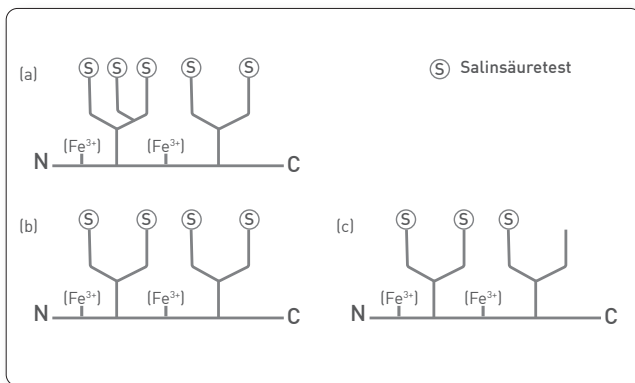 (a)
S S S S S
Salinsäuretest
(Fe³⁺) (Fe³⁺)
N C
(b)
S S S S
(Fe³⁺) (Fe³⁺)
N C
(c)
S S S
(Fe³⁺) (Fe³⁺)
N C